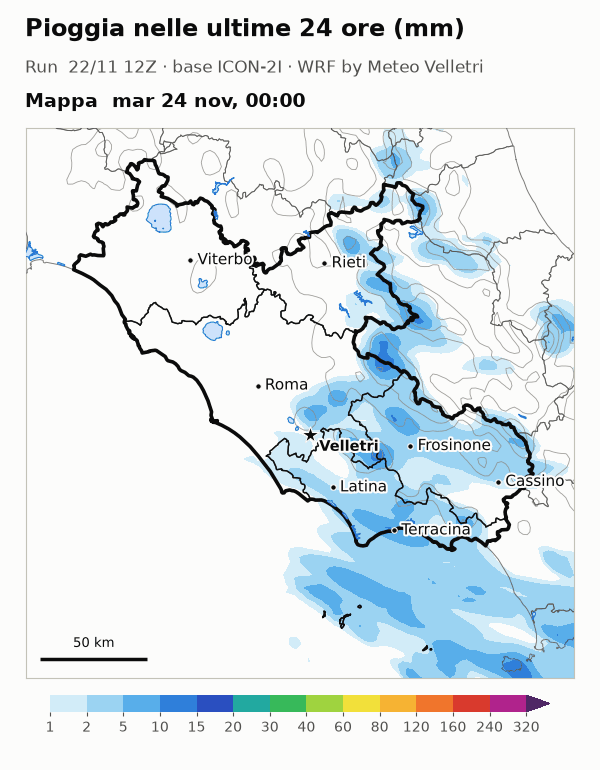 Pioggia nelle ultime 24 ore (mm)
Run  22/11 12Z · base ICON-2I · WRF by Meteo Velletri
Mappa  mar 24 nov, 00:00
Viterbo
Rieti
Roma
Velletri
Frosinone
Cassino
Latina
Terracina
50 km
1 2 5 10 15 20 30 40 60 80 120 160 240 320